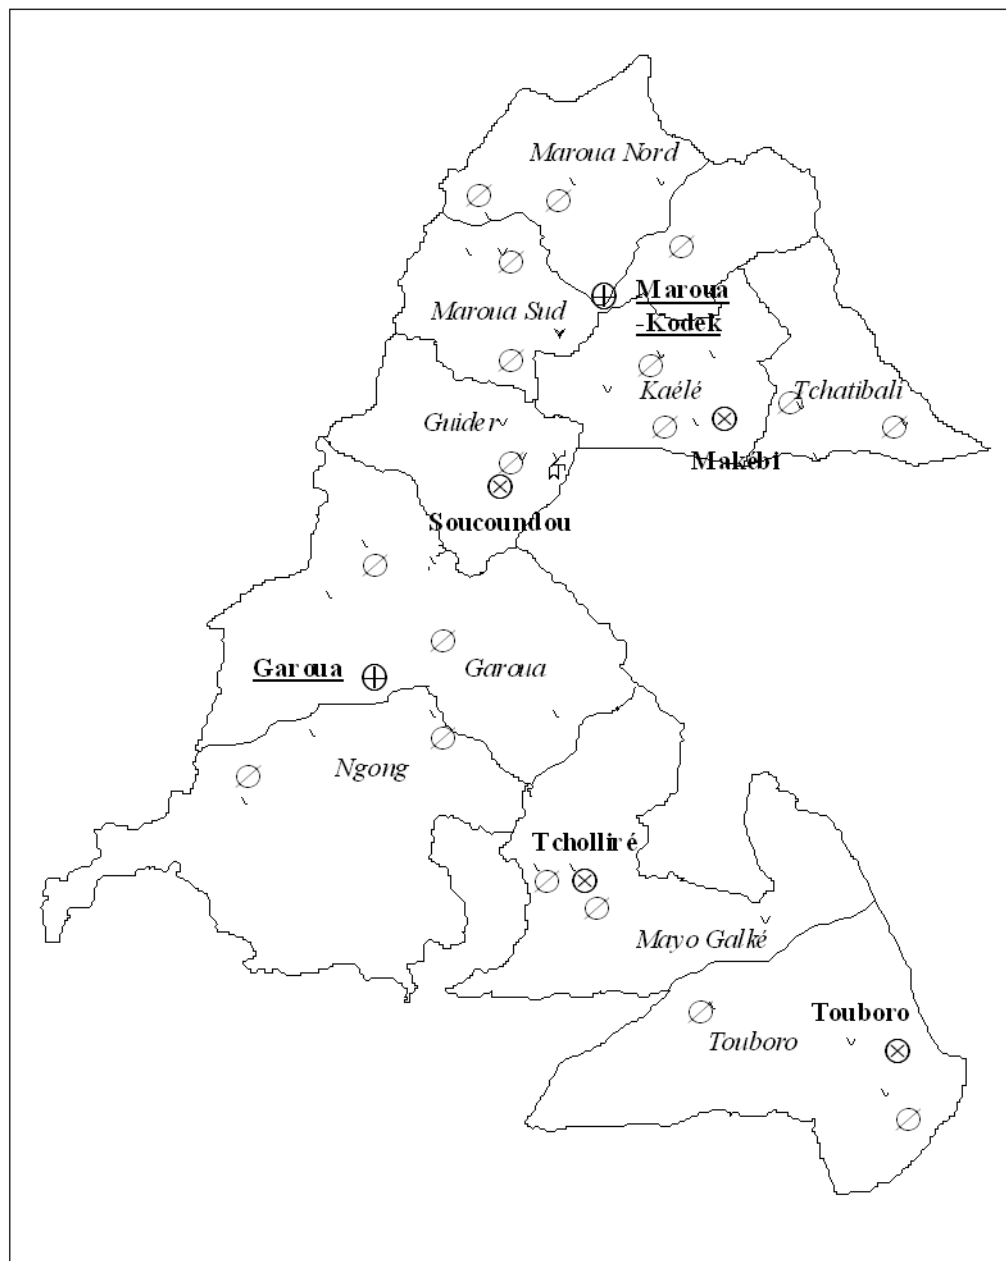 Maroua Nord
Maroua
-Kodek
Maroua Sud
Kaélé
Tchatibali
Guider
Makébi
Soucoundou
Garoua
Garoua
Ngong
Tcholliré
Mayo Galké
Touboro
Touboro